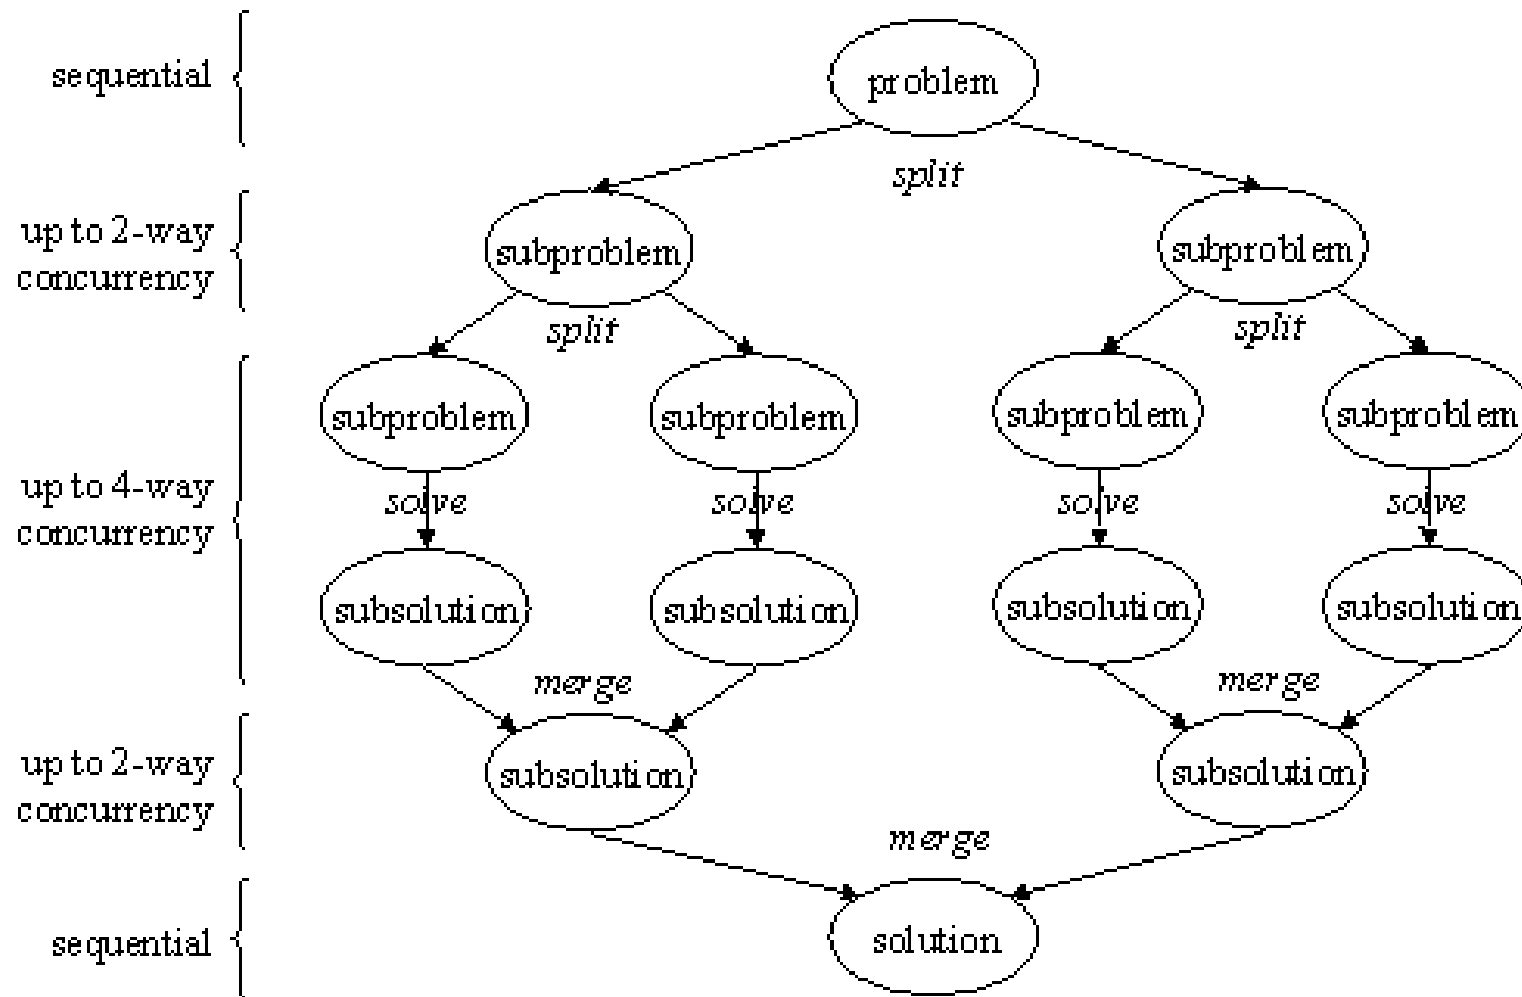 sequential
problem
split
up to 2-way
concurrency
subproblem
subproblem
split
split
up to 4-way
concurrency
subproblem
subproblem
subproblem
subproblem
solve
solve
solve
solve
subsolution
subsolution
subsolution
subsolution
merge
merge
up to 2-way
concurrency
subsolution
subsolution
merge
sequential
solution